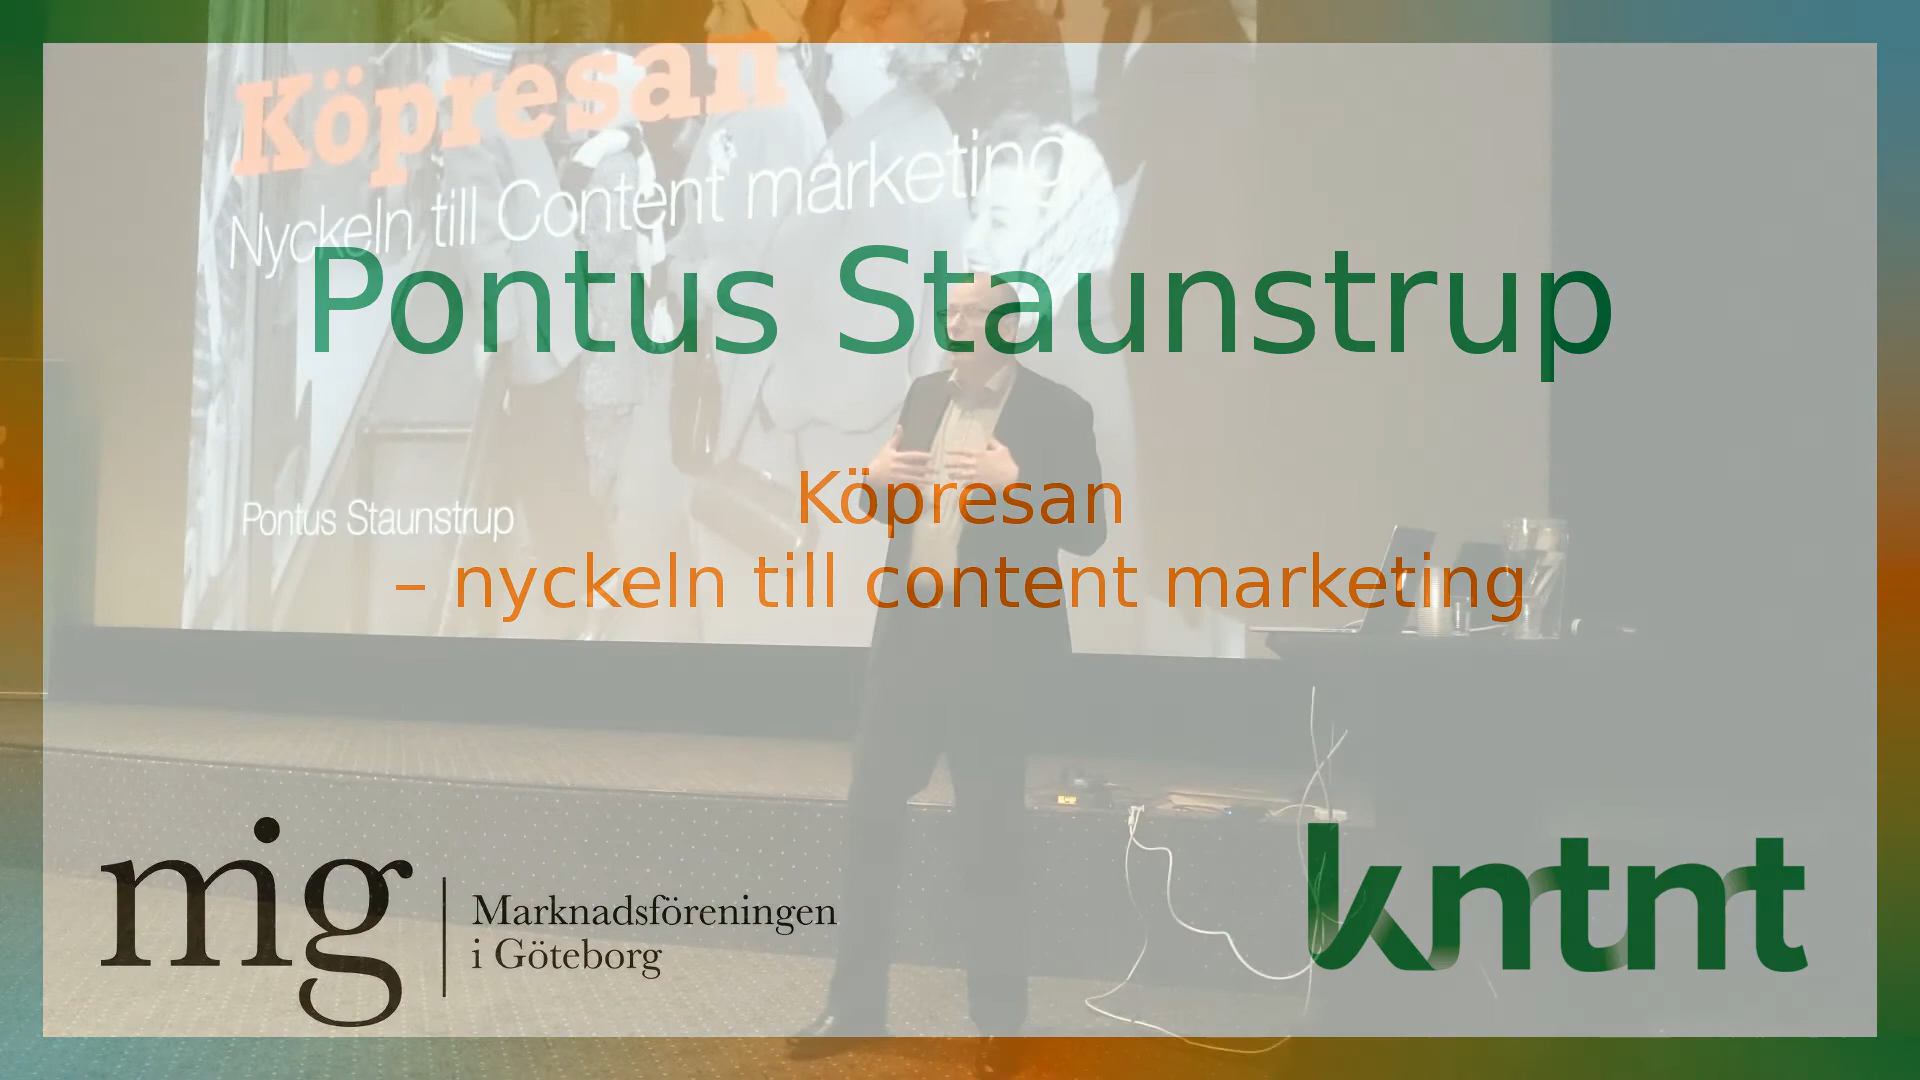 Köpresan
Nyckeln till Content marketing
Pontus Staunstrup
Pontus Staunstrup
Köpresan
– nyckeln till content marketing
mig
Marknadsföreningen
i Göteborg
kntnt